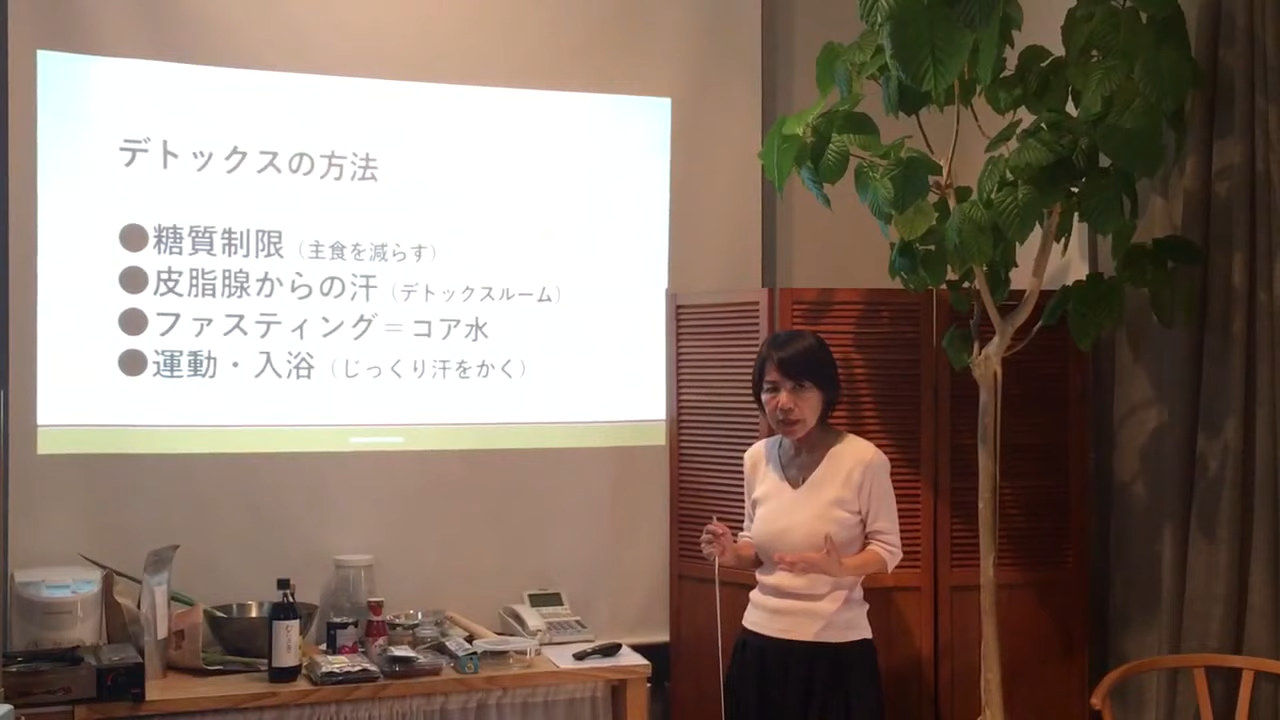 デトックスの方法
●糖質制限（主食を減らす）
●皮脂腺からの汗（デトックスルーム）
●ファスティング＝コア水
●運動・入浴（じっくり汗をかく）